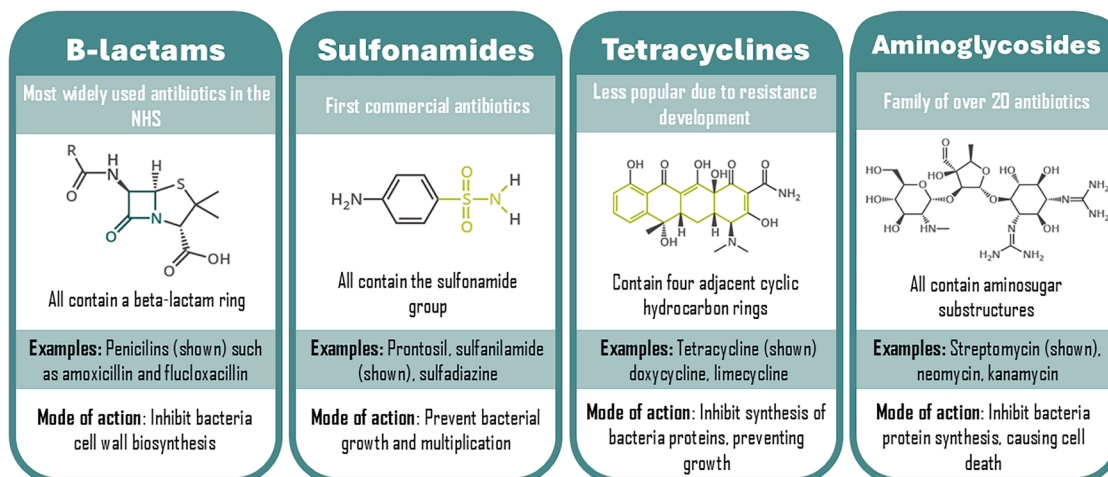 B-lactams
Most widely used antibiotics in the
NHS
R
H
N
H
S
O
N
O
O
OH
All contain a beta-lactam ring
Examples: Penicilins (shown) such
as amoxicillin and flucloxacillin
Mode of action: Inhibit bacteria
cell wall biosynthesis
Sulfonamides
First commercial antibiotics
O
H
H₂N
S
N
O
H
All contain the sulfonamide
group
Examples: Prontosil, sulfanilamide
(shown), sulfadiazine
Mode of action: Prevent bacterial
growth and multiplication
Tetracyclines
Less popular due to resistance
development
OH
O
OH
OH
O
O
NH₂
OH
H
H
OH
N
Contain four adjacent cyclic
hydrocarbon rings
Examples: Tetracycline (shown)
doxycycline, limecycline
Mode of action: Inhibit synthesis of
bacteria proteins, preventing
growth
Aminoglycosides
Family of over 20 antibiotics
O
HO
HO
O
HO
O
OH
OH
HO
HO
HN
O
O
N
NH₂
NH₂
OH
N
H₂N
NH₂
All contain aminosugar
substructures
Examples: Streptomycin (shown),
neomycin, kanamycin
Mode of action: Inhibit bacteria
protein synthesis, causing cell
death